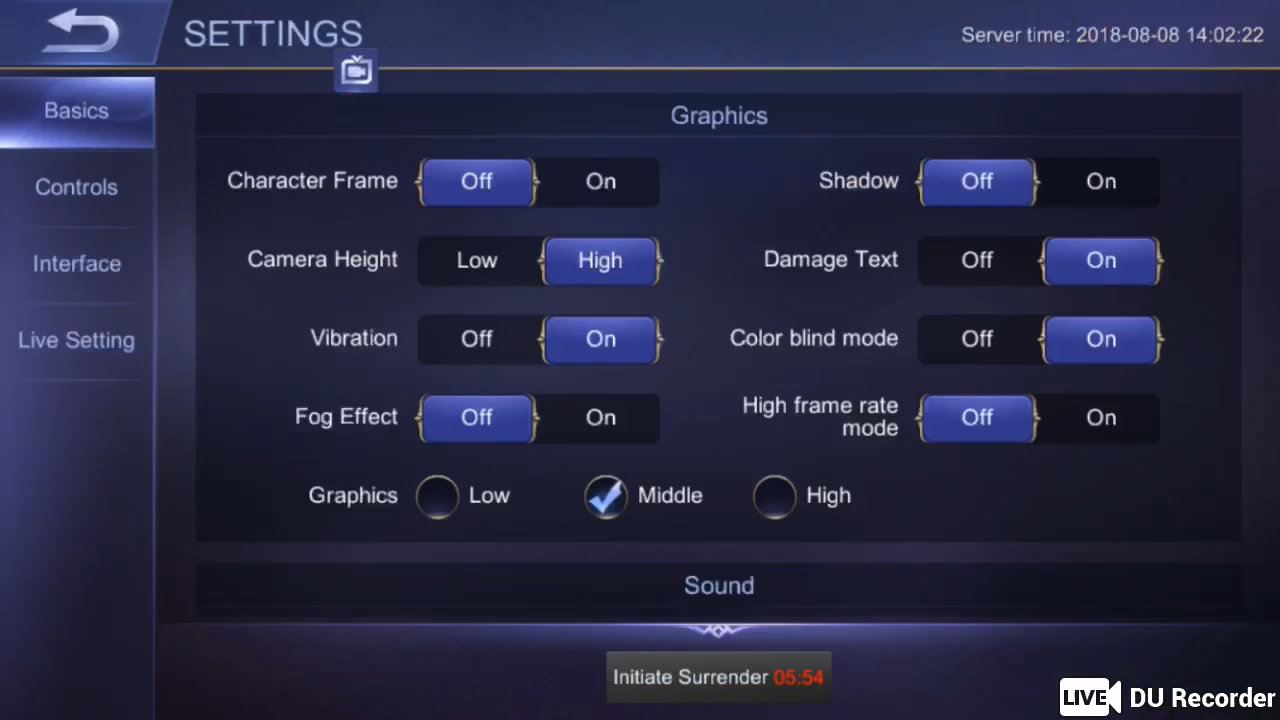 SETTINGS
Server time: 2018-08-08 14:02:22
Basics
Controls
Interface
Live Setting
Graphics
Character Frame Off On
Shadow Off On
Camera Height Low High
Damage Text Off On
Vibration Off On
Color blind mode Off On
Fog Effect Off On
High frame rate
mode Off On
Graphics Low Middle High
Sound
Initiate Surrender 05:54
LIVE DU Recorder